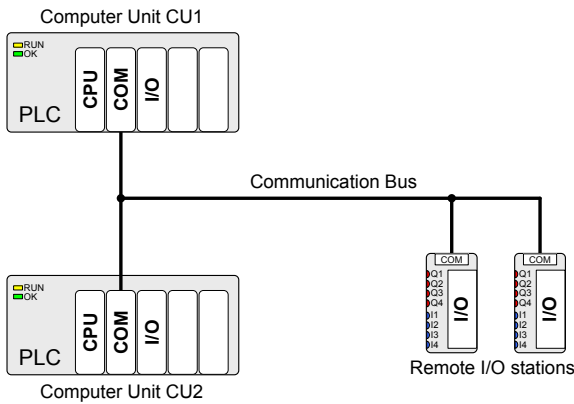 Computer Unit CU1
RUN
OK
PLC
CPU
COM
I/O
Communication Bus
RUN
OK
PLC
CPU
COM
I/O
Computer Unit CU2
COM
Q1
Q2
Q3
Q4
I1
I2
I3
I4
I/O
COM
Q1
Q2
Q3
Q4
I1
I2
I3
I4
I/O
Remote I/O stations